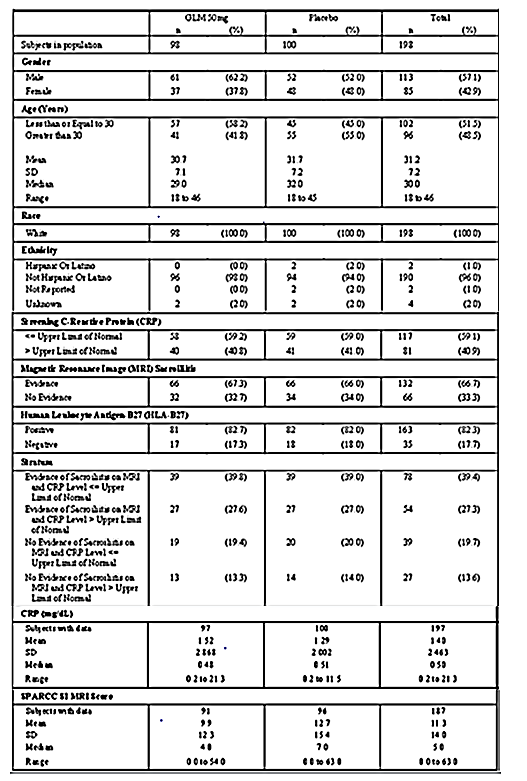 GLM 50mg Placebo Total
n (%) n (%) n (%)
Subjects in population 98 100 198
Gender
Male 61 (62.2) 52 (52.0) 113 (57.1)
Female 37 (37.8) 48 (48.0) 85 (42.9)
Age (Years)
Less than or Equal to 30 57 (58.2) 45 (45.0) 102 (51.5)
Greater than 30 41 (41.8) 55 (55.0) 96 (48.5)
Mean 30.7 31.7 31.2
SD 7.1 7.2 7.2
Median 29.0 32.0 30.0
Range 18 to 46 18 to 45 18 to 46
Race
White 98 (100.0) 100 (100.0) 198 (100.0)
Ethnicity
Hispanic Or Latino 0 (0.0) 2 (2.0) 2 (1.0)
Not Hispanic Or Latino 96 (98.0) 94 (94.0) 190 (96.0)
Not Reported 0 (0.0) 2 (2.0) 2 (1.0)
Unknown 2 (2.0) 2 (2.0) 4 (2.0)
Screening C-Reactive Protein (CRP)
<= Upper Limit of Normal 58 (59.2) 59 (59.0) 117 (59.1)
> Upper Limit of Normal 40 (40.8) 41 (41.0) 81 (40.9)
Magnetic Resonance Image (MRI) Sacroiliitis
Evidence 66 (67.3) 66 (66.0) 132 (66.7)
No Evidence 32 (32.7) 34 (34.0) 66 (33.3)
Human Leukocyte Antigen B27 (HLA-B27)
Positive 81 (82.7) 82 (82.0) 163 (82.3)
Negative 17 (17.3) 18 (18.0) 35 (17.7)
Stratum
Evidence of Sacroiliitis on MRI 39 (39.8) 39 (39.0) 78 (39.4)
and CRP Level <= Upper
Limit of Normal
Evidence of Sacroiliitis on MRI 27 (27.6) 27 (27.0) 54 (27.3)
and CRP Level > Upper Limit
of Normal
No Evidence of Sacroiliitis on 19 (19.4) 20 (20.0) 39 (19.7)
MRI and CRP Level <=
Upper Limit of Normal
No Evidence of Sacroiliitis on 13 (13.3) 14 (14.0) 27 (13.6)
MRI and CRP Level > Upper
Limit of Normal
CRP (mg/dL)
Subjects with data 97 100 197
Mean 1.52 1.29 1.40
SD 2.868 2.002 2.463
Median 0.48 0.51 0.50
Range 0.2 to 21.3 0.2 to 11.5 0.2 to 21.3
SPARCC SI MRI Score
Subjects with data 91 96 187
Mean 9.9 12.7 11.3
SD 12.3 15.4 14.0
Median 4.0 7.0 5.0
Range 0.0 to 54.0 0.0 to 63.0 0.0 to 63.0